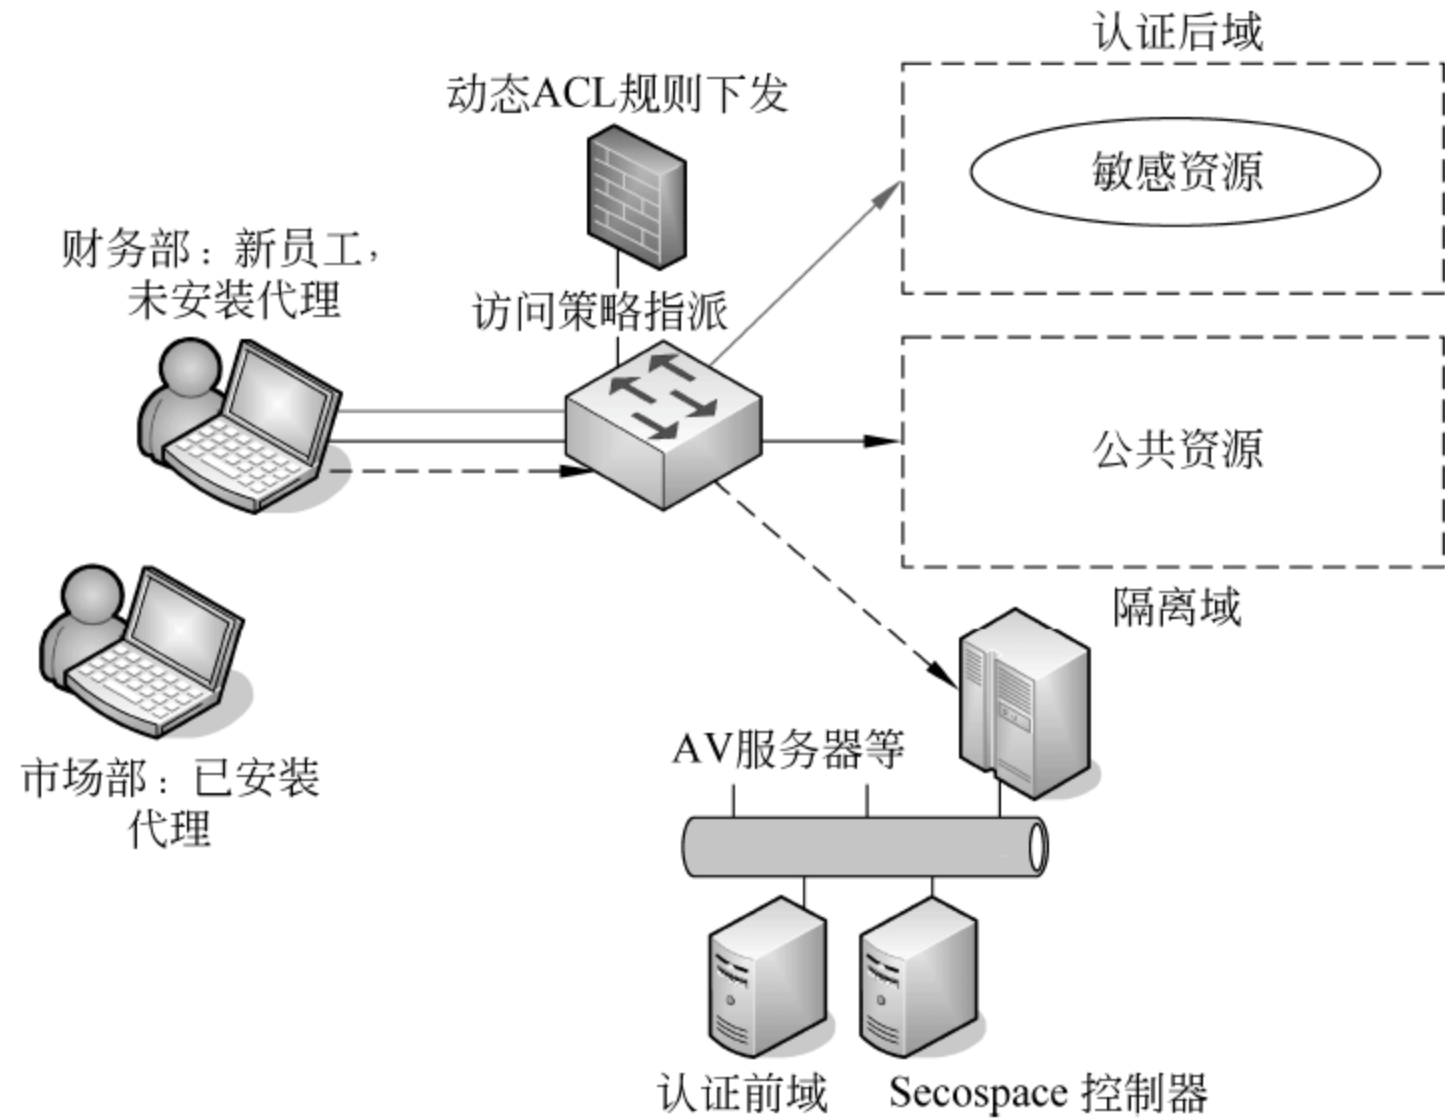 认证后域
动态ACL规则下发
敏感资源
财务部：新员工，
未安装代理
访问策略指派
公共资源
隔离域
AV服务器等
市场部：已安装
代理
认证前域
Secospace 控制器